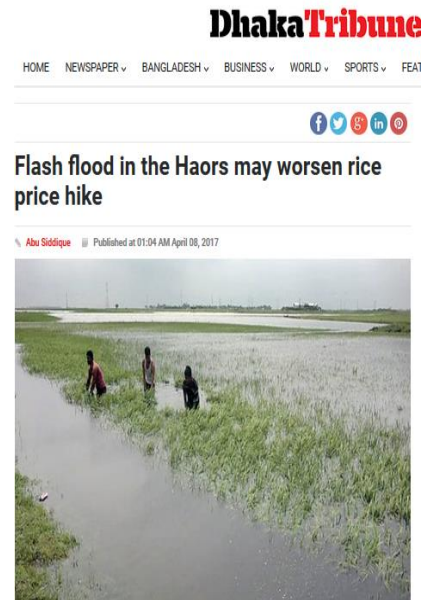 DhakaTribune
HOME NEWSPAPER BANGLADESH BUSINESS WORLD SPORTS FEAT
Flash flood in the Haors may worsen rice
price hike
Abu Siddique Published at 01:04 AM April 08, 2017